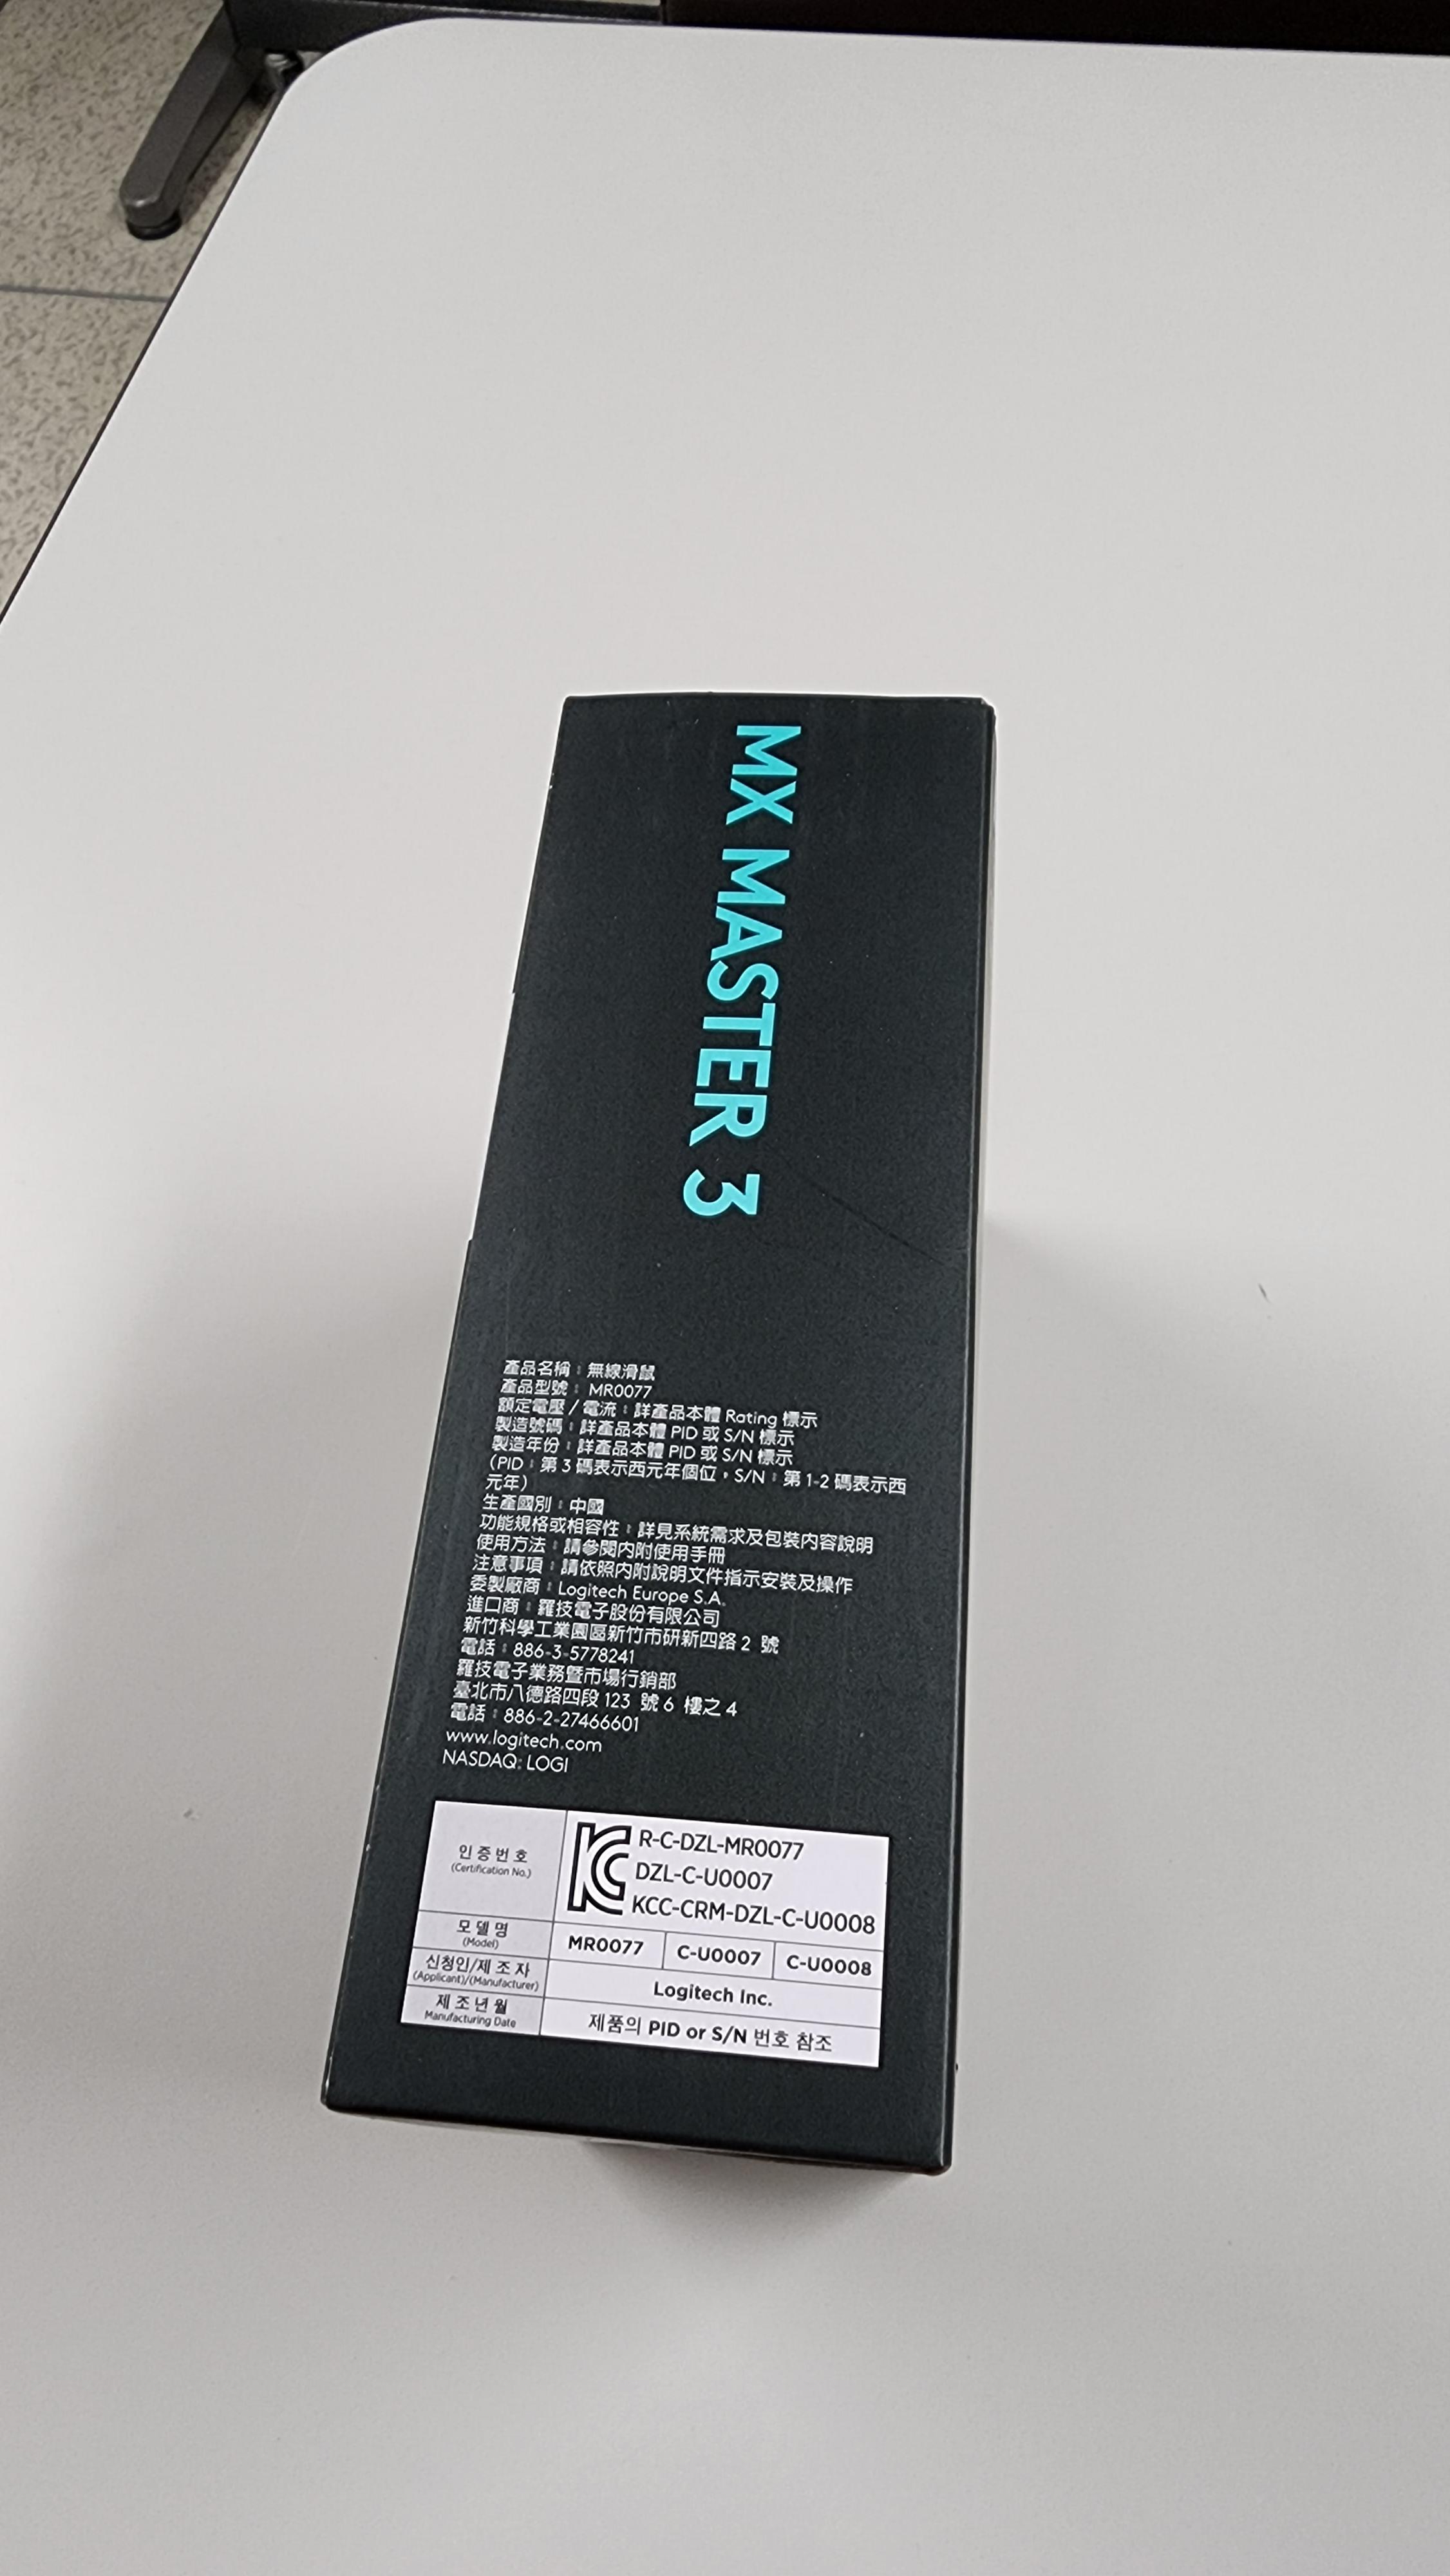 MX MASTER 3
產品名稱：無線滑鼠
產品型號： MR0077
額定電壓 / 電流：詳產品本體 Rating 標示
製造號碼：詳產品本體 PID 或 S/N 標示
製造年份：詳產品本體 PID 或 S/N 標示
（PID：第 3 碼表示西元年個位，S/N：第 1-2 碼表示西
元年）
生產國別：中國
功能規格或相容性：詳見系統需求及包裝內容說明
使用方法：請參閱內附使用手冊
注意事項：請依照內附說明文件指示安裝及操作
委製廠商：Logitech Europe S.A.
進口商：羅技電子股份有限公司
新竹科學工業園區新竹市研新四路 2 號
電話：886-3-5778241
羅技電子業務暨市場行銷部
臺北市八德路四段 123 號 6 樓之 4
電話：886-2-27466601
www.logitech.com
NASDAQ: LOGI
인증번호
(Certification No.)
R-C-DZL-MR0077
DZL-C-U0007
KCC-CRM-DZL-C-U0008
모델명
(Model)
MR0077 C-U0007 C-U0008
신청인/제조자
(Applicant)/(Manufacturer)
Logitech Inc.
제조년월
Manufacturing Date
제품의 PID or S/N 번호 참조